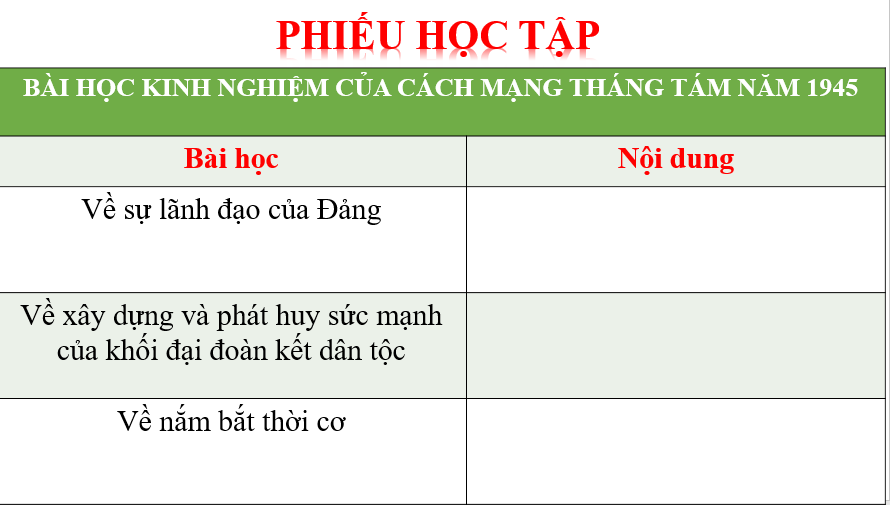 PHIẾU HỌC TẬP
BÀI HỌC KINH NGHIỆM CỦA CÁCH MẠNG THÁNG TÁM NĂM 1945
Bài học
Nội dung
Về sự lãnh đạo của Đảng
Về xây dựng và phát huy sức mạnh
của khối đại đoàn kết dân tộc
Về nắm bắt thời cơ